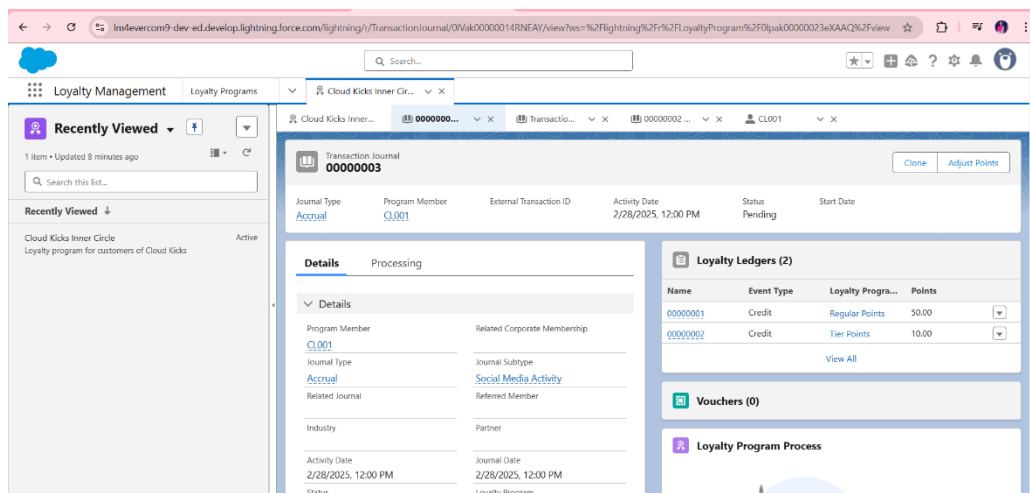 lm4evercom9-dev-ed.develop.lightning.force.com/lightning/r/TransactionJournal/0lVak00000014RNEAY/view?ws=%2Flightning%2Fr%2FLoyaltyProgram%2F0lpak00000023eXAAQ%2Fview
Search...
Loyalty Management
Loyalty Programs
Cloud Kicks Inner Cir...
Recently Viewed
1 item • Updated 8 minutes ago
Search this list...
Recently Viewed ↓
Cloud Kicks Inner Circle Active
Loyalty program for customers of Cloud Kicks
Cloud Kicks Inner... 0000000... Transactio... 00000002 ... CL001
Transaction Journal
00000003
Clone Adjust Points
Journal Type Program Member External Transaction ID Activity Date Status Start Date
Accrual CL001 2/28/2025, 12:00 PM Pending
Details Processing
Details
Program Member Related Corporate Membership
CL001
Journal Type Journal Subtype
Accrual Social Media Activity
Related Journal Referred Member
Industry Partner
Activity Date Journal Date
2/28/2025, 12:00 PM 2/28/2025, 12:00 PM
Status Loyalty Program
Loyalty Ledgers (2)
Name Event Type Loyalty Progra... Points
00000001 Credit Regular Points 50.00
00000002 Credit Tier Points 10.00
View All
Vouchers (0)
Loyalty Program Process